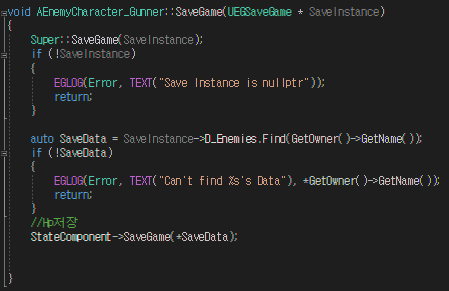 void AEnemyCharacter_Gunner::SaveGame(UEGSaveGame * SaveInstance)
{
Super::SaveGame(SaveInstance);
if (!SaveInstance)
{
EGLOG(Error, TEXT("Save Instance is nullptr"));
return;
}
auto SaveData = SaveInstance->D_Enemies.Find(GetOwner()->GetName());
if (!SaveData)
{
EGLOG(Error, TEXT("Can't find %s's Data"), *GetOwner()->GetName());
return;
}
//Hp저장
StateComponent->SaveGame(*SaveData);
}